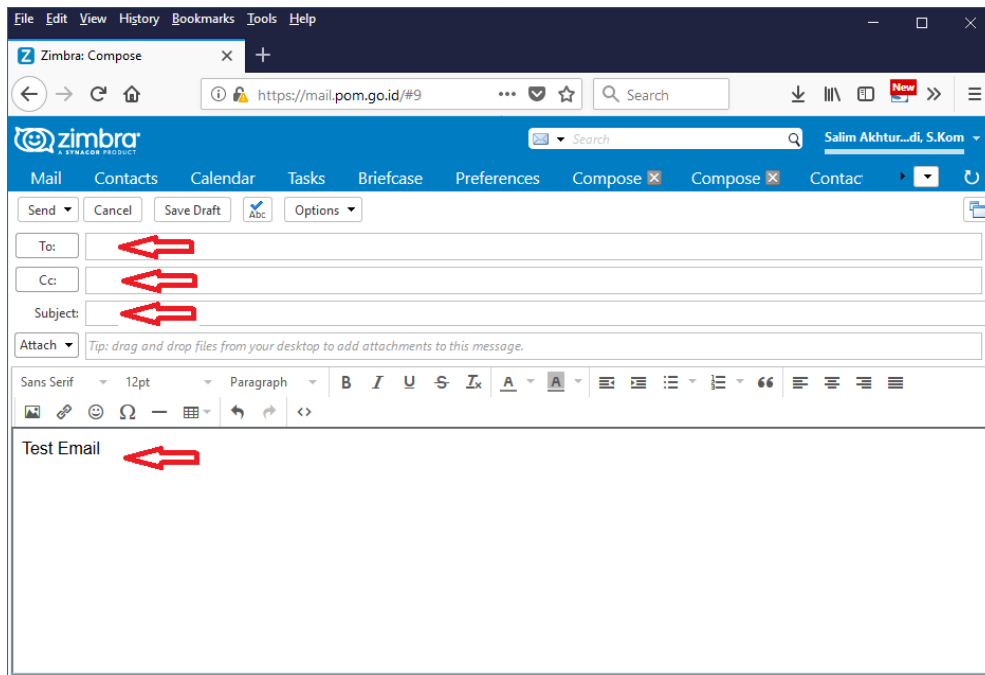 File Edit View History Bookmarks Tools Help
Zimbra: Compose
https://mail.pom.go.id/#9
Search
New
zimbra
A SYNACOR PRODUCT
Search
Salim Akhtur...di, S.Kom
Mail Contacts Calendar Tasks Briefcase Preferences Compose Compose Contac
Send Cancel Save Draft Abc Options
To:
Cc:
Subject:
Attach Tip: drag and drop files from your desktop to add attachments to this message.
Sans Serif 12pt Paragraph B I U S Tx A A
Test Email